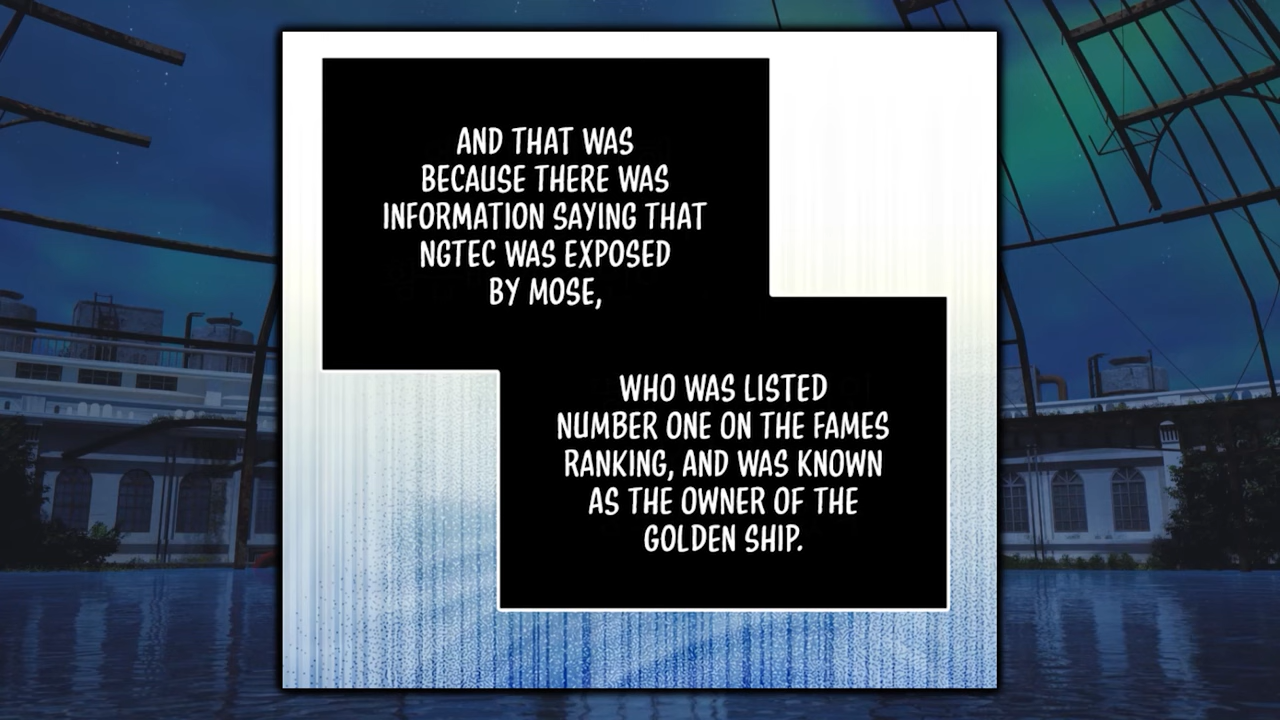 AND THAT WAS
BECAUSE THERE WAS
INFORMATION SAYING THAT
NGTEC WAS EXPOSED
BY MOSE,
WHO WAS LISTED
NUMBER ONE ON THE FAMES
RANKING, AND WAS KNOWN
AS THE OWNER OF THE
GOLDEN SHIP.